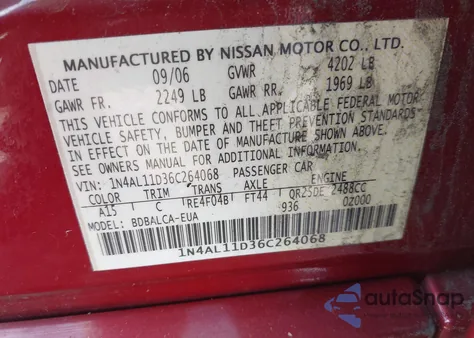 MANUFACTURED BY NISSAN MOTOR CO., LTD.
DATE 09/06 GVWR 4202 LB
GAWR FR. 2249 LB GAWR RR. 1969 LB
THIS VEHICLE CONFORMS TO ALL APPLICABLE FEDERAL MOTOR
VEHICLE SAFETY, BUMPER AND THEFT PREVENTION STANDARDS
IN EFFECT ON THE DATE OF MANUFACTURE SHOWN ABOVE.
SEE OWNERS MANUAL FOR ADDITIONAL INFORMATION.
VIN: 1N4AL11D36C264068 PASSENGER CAR
COLOR TRIM TRANS AXLE ENGINE
A15 C RE4F04B FT44 QR25DE 2488CC
MODEL: BDBALCA-EUA 936 0Z000
1N4AL11D36C264068
autoSnap